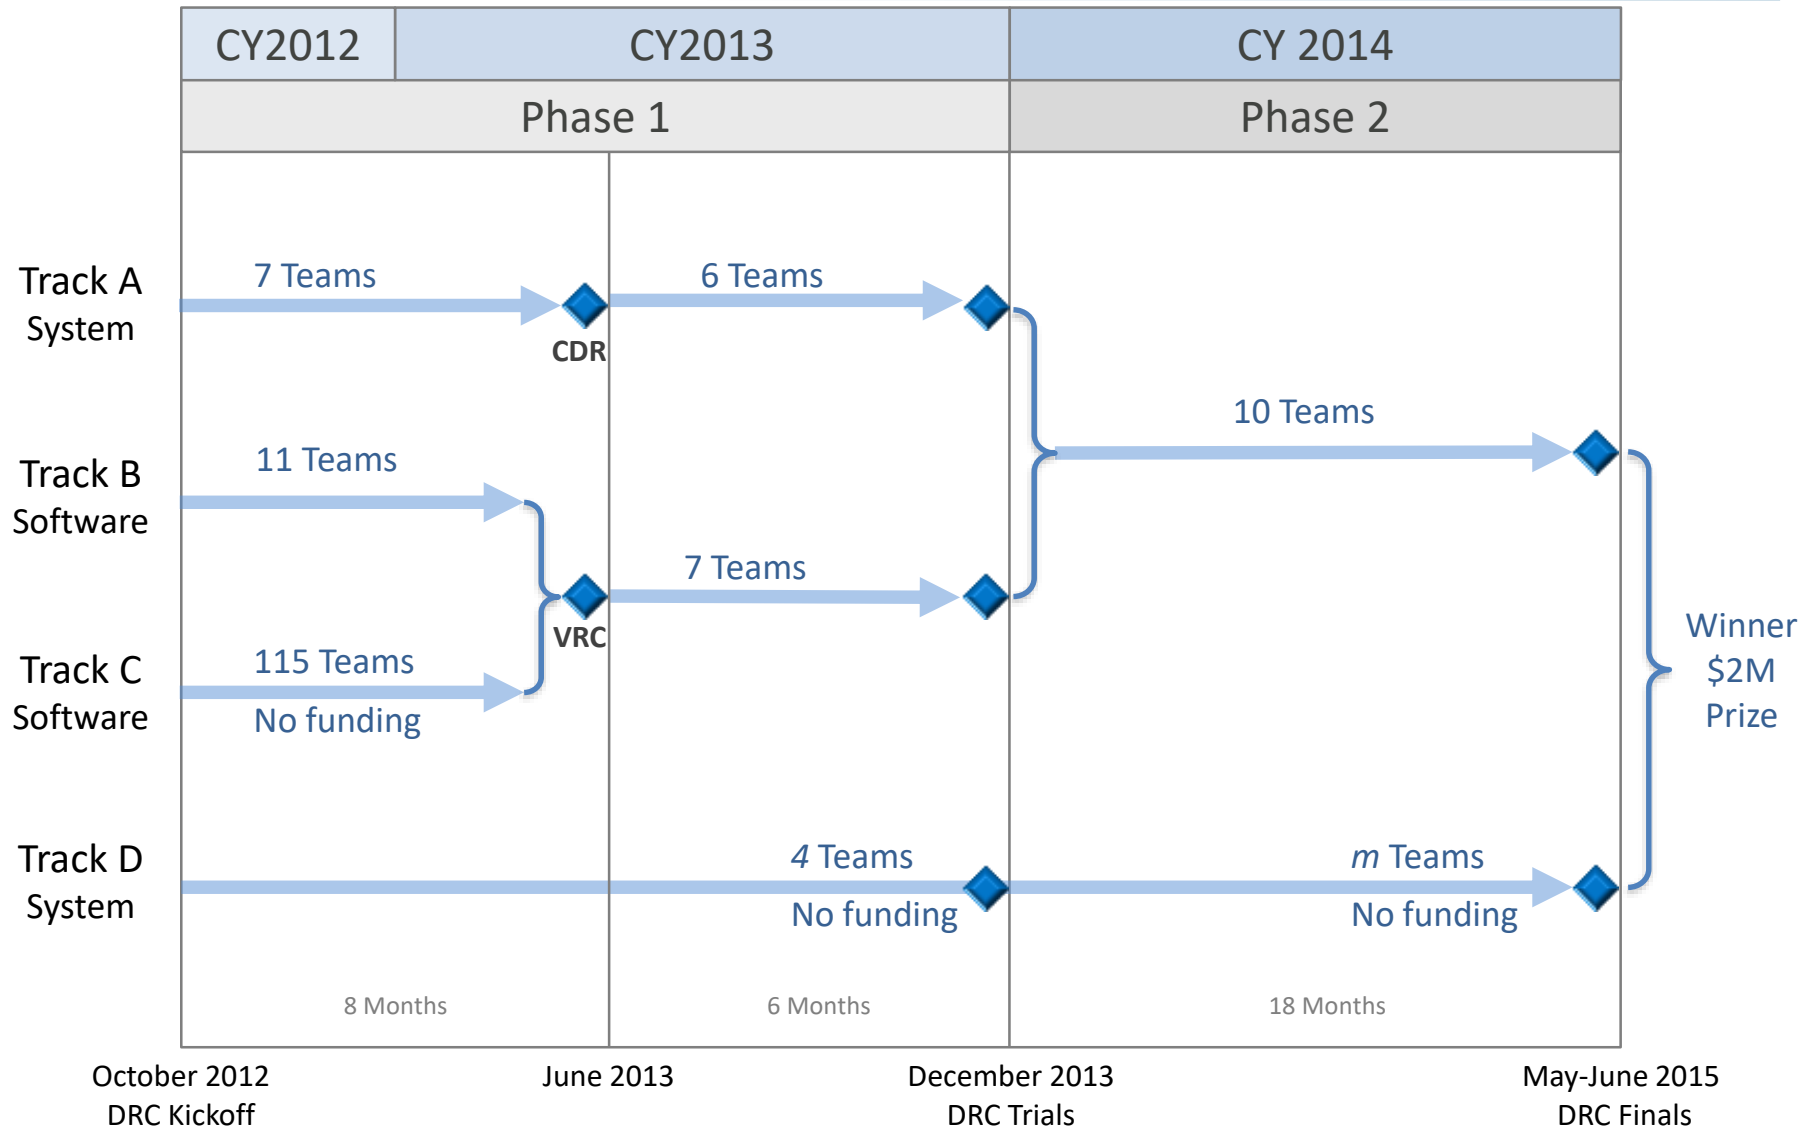 CY2012
CY2013
CY 2014
Phase 1
Phase 2
Track A
System
7 Teams
CDR
6 Teams
10 Teams
Track B
Software
11 Teams
VRC
7 Teams
Track C
Software
115 Teams
No funding
Winner
$2M
Prize
Track D
System
4 Teams
No funding
m Teams
No funding
8 Months
6 Months
18 Months
October 2012
DRC Kickoff
June 2013
December 2013
DRC Trials
May-June 2015
DRC Finals